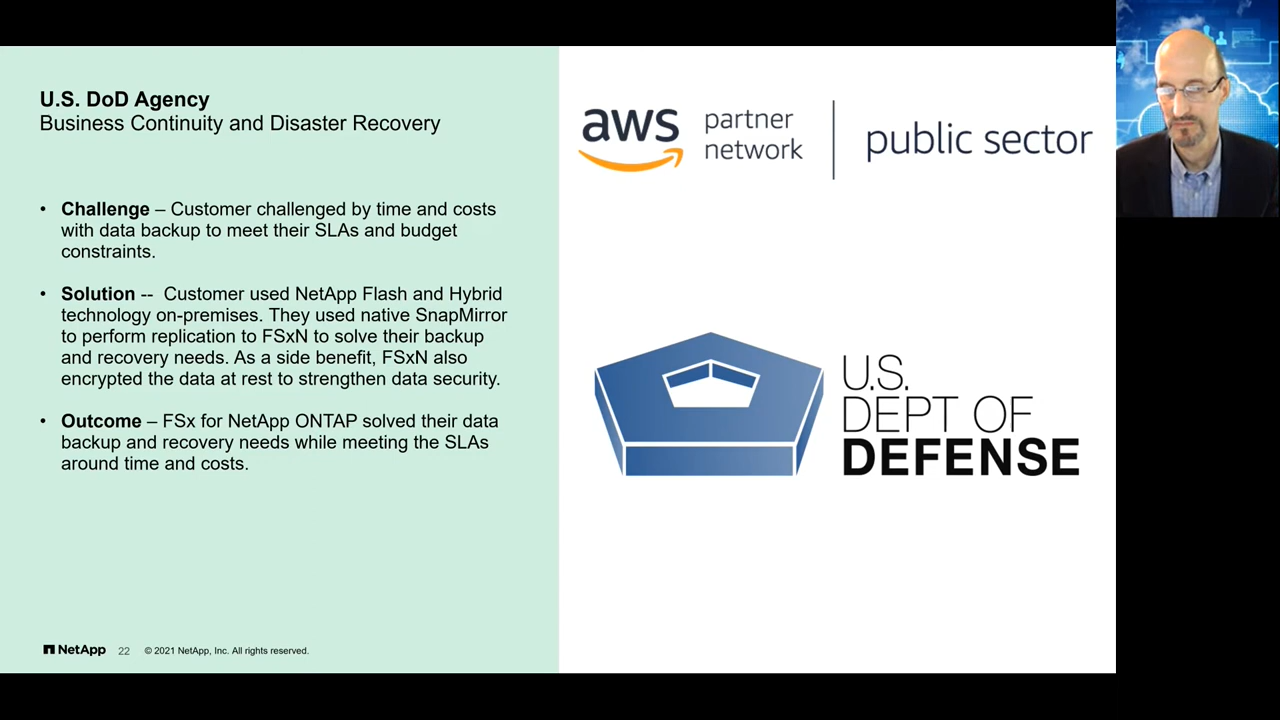 U.S. DoD Agency
Business Continuity and Disaster Recovery
• Challenge – Customer challenged by time and costs
with data backup to meet their SLAs and budget
constraints.
• Solution -- Customer used NetApp Flash and Hybrid
technology on-premises. They used native SnapMirror
to perform replication to FSxN to solve their backup
and recovery needs. As a side benefit, FSxN also
encrypted the data at rest to strengthen data security.
• Outcome – FSx for NetApp ONTAP solved their data
backup and recovery needs while meeting the SLAs
around time and costs.
NetApp 22 © 2021 NetApp, Inc. All rights reserved.
aws
partner
network
public sector
U.S.
DEPT OF
DEFENSE